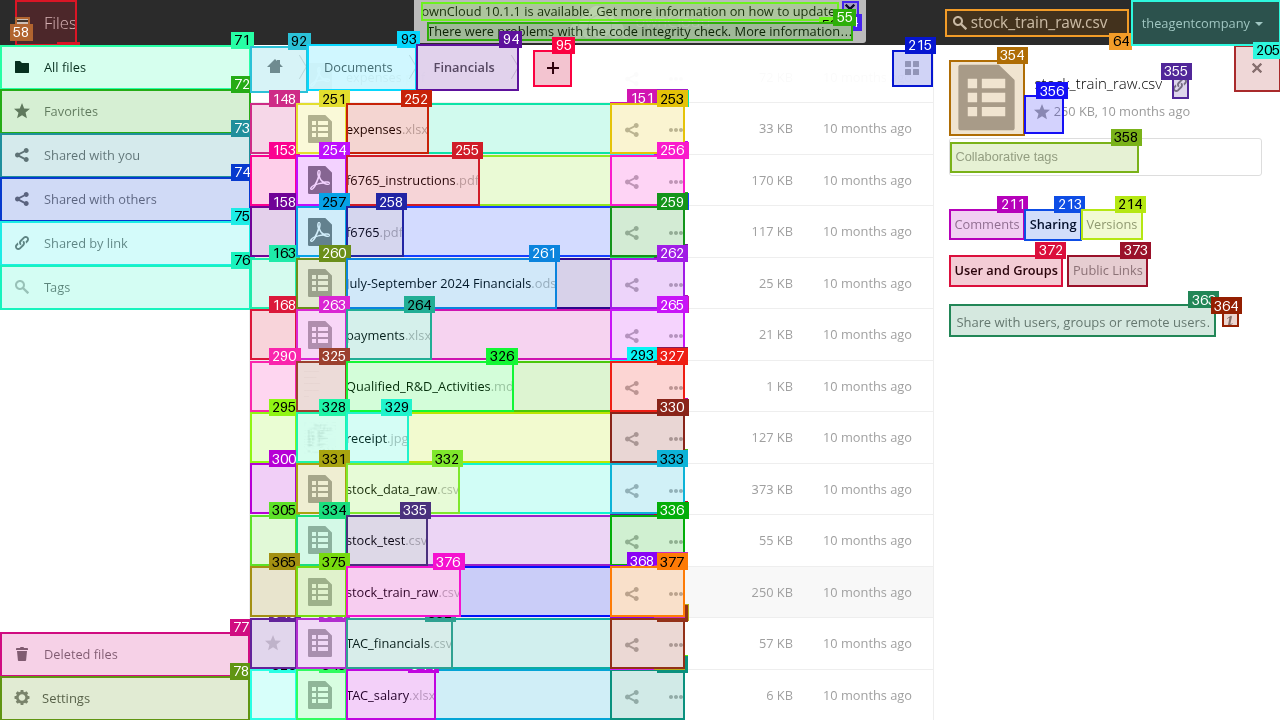 Files
ownCloud 10.1.1 is available. Get more information on how to update
There were problems with the code integrity check. More information...
stock_train_raw.csv
theagentcompany
58
55
64
205
71
92
93
94
95
215
All files
Documents
Financials
+
354
stock_train_raw.csv
355
356
250 KB, 10 months ago
72
Favorites
148
251
252
151
253
expenses.xlsx
33 KB
10 months ago
358
Collaborative tags
73
Shared with you
153
254
255
256
f6765_instructions.pdf
170 KB
10 months ago
74
Shared with others
158
257
258
259
f6765.pdf
117 KB
10 months ago
211
213
214
Comments
Sharing
Versions
75
Shared by link
163
260
261
262
July-September 2024 Financials.ods
25 KB
10 months ago
372
373
User and Groups
Public Links
76
Tags
168
263
264
265
payments.xlsx
21 KB
10 months ago
363
364
Share with users, groups or remote users...
290
325
326
293
327
Qualified_R&D_Activities.md
1 KB
10 months ago
295
328
329
330
receipt.jpg
127 KB
10 months ago
300
331
332
333
stock_data_raw.csv
373 KB
10 months ago
305
334
335
336
stock_test.csv
55 KB
10 months ago
365
375
376
368
377
stock_train_raw.csv
250 KB
10 months ago
77
Deleted files
TAC_financials.csv
57 KB
10 months ago
78
Settings
TAC_salary.xlsx
6 KB
10 months ago